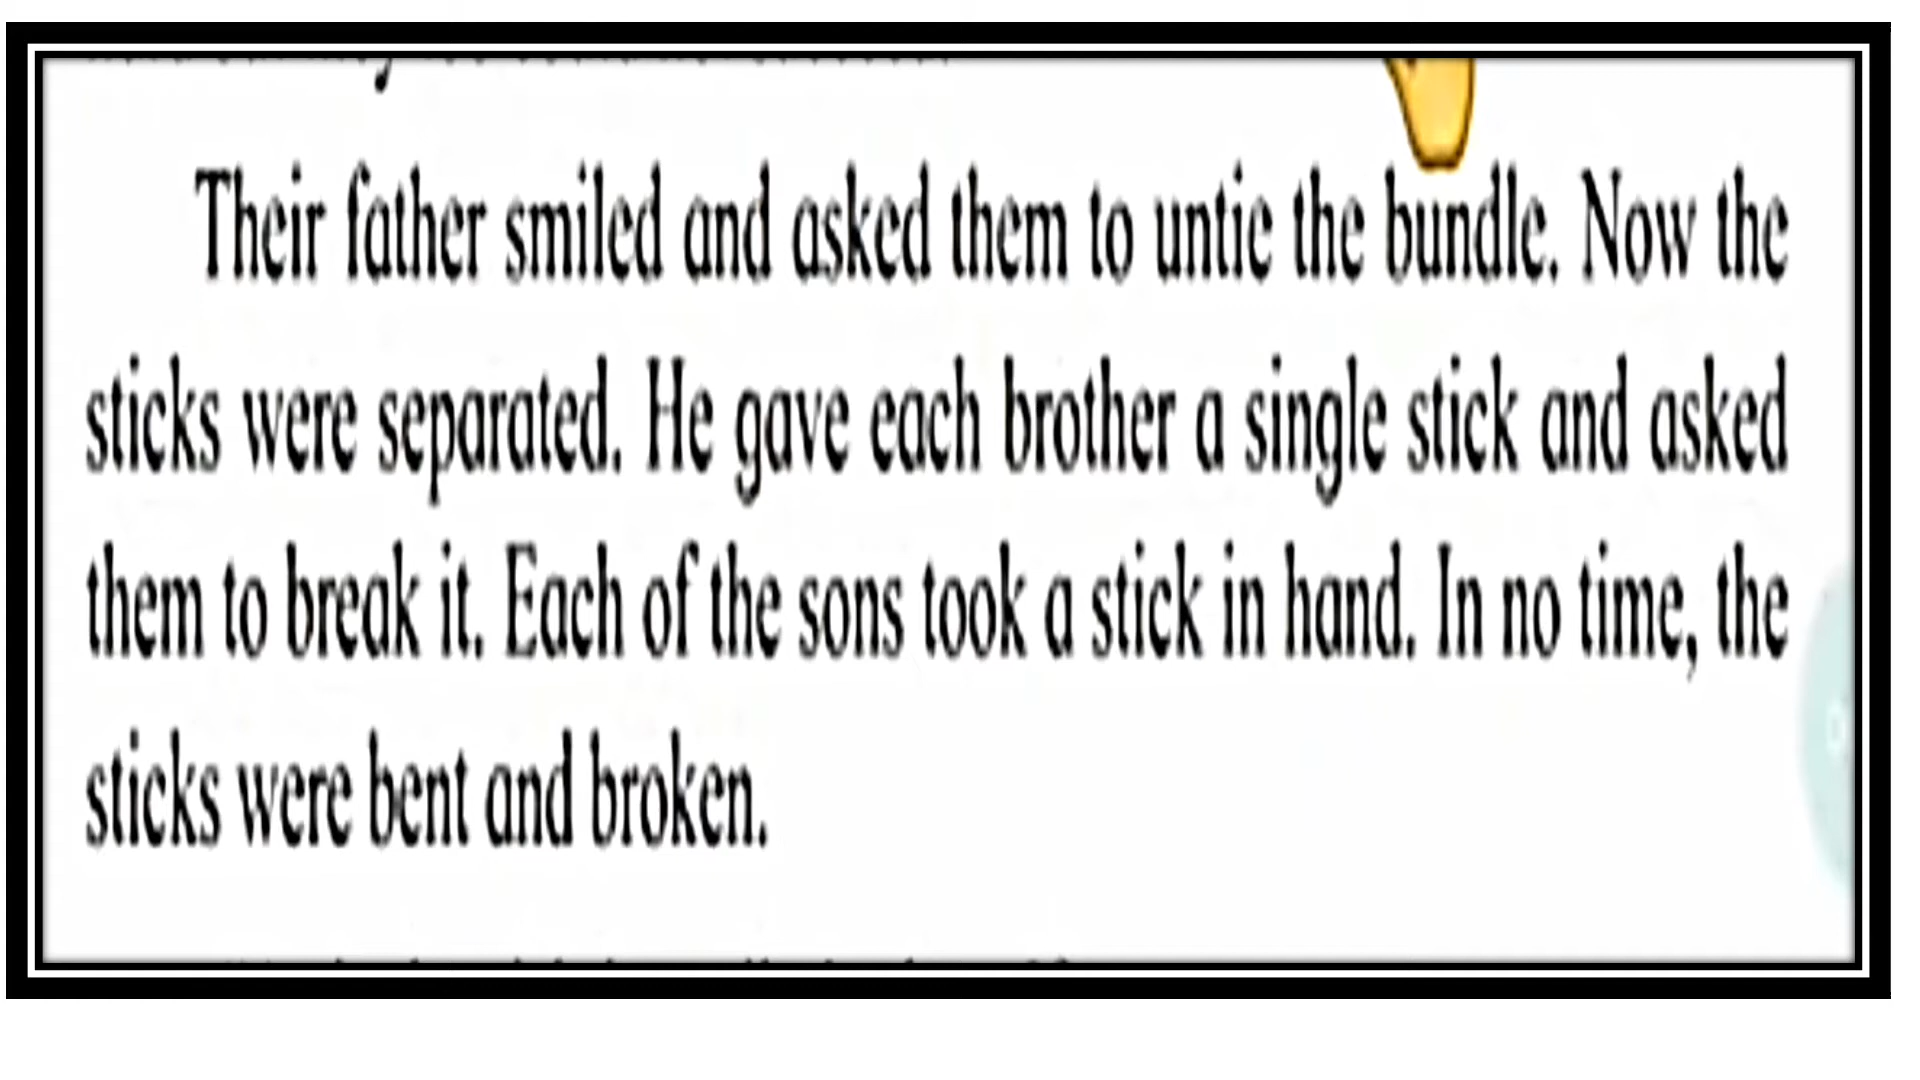 Their father smiled and asked them to untie the bundle. Now the
sticks were separated. He gave each brother a single stick and asked
them to break it. Each of the sons took a stick in hand. In no time, the
sticks were bent and broken.